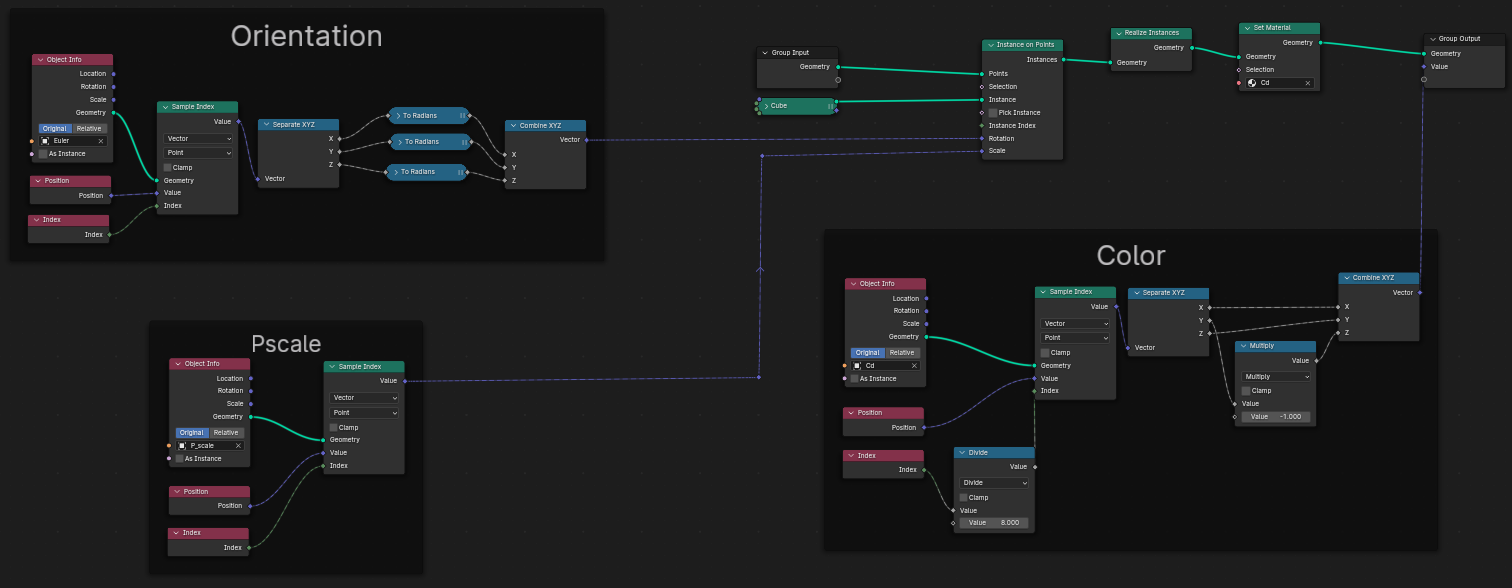 Orientation
Object Info
Location
Rotation
Scale
Geometry
Original Relative
Euler
As Instance
Position
Position
Index
Index
Sample Index
Value
Vector
Point
Clamp
Geometry
Value
Index
Separate XYZ
X
Y
Z
Vector
To Radians
To Radians
To Radians
Combine XYZ
Vector
X
Y
Z
Group Input
Geometry
Cube
Instance on Points
Instances
Points
Selection
Instance
Pick Instance
Instance Index
Rotation
Scale
Realize Instances
Geometry
Geometry
Set Material
Geometry
Geometry
Selection
Cd
Group Output
Geometry
Value
Pscale
Object Info
Location
Rotation
Scale
Geometry
Original Relative
P_scale
As Instance
Position
Position
Index
Index
Sample Index
Value
Vector
Point
Clamp
Geometry
Value
Index
Color
Object Info
Location
Rotation
Scale
Geometry
Original Relative
Cd
As Instance
Position
Position
Index
Index
Divide
Value
Divide
Clamp
Value
Value 8.000
Sample Index
Value
Vector
Point
Clamp
Geometry
Value
Index
Separate XYZ
X
Y
Z
Vector
Multiply
Value
Multiply
Clamp
Value
Value -1.000
Combine XYZ
Vector
X
Y
Z